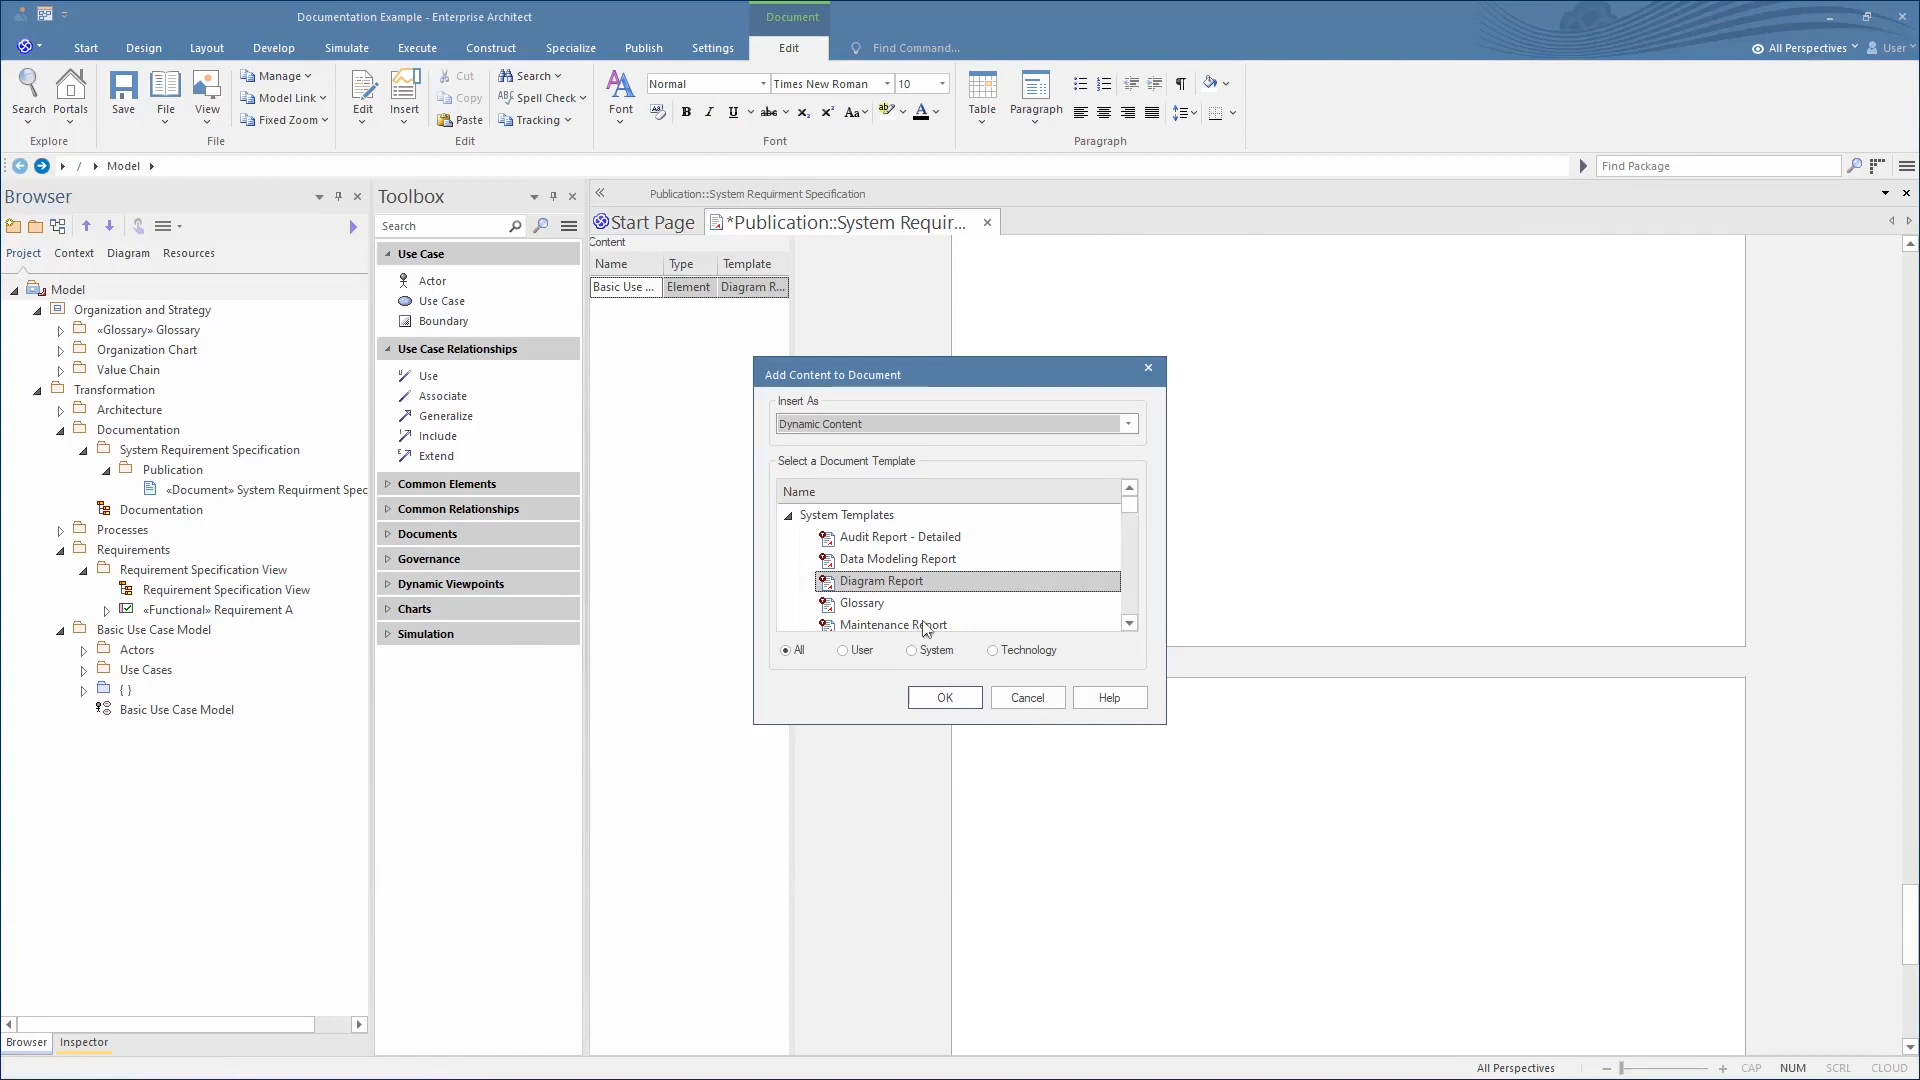 Documentation Example - Enterprise Architect
Document
Start
Design
Layout
Develop
Simulate
Execute
Construct
Specialize
Publish
Settings
Edit
Find Command...
All Perspectives
User
Search
Portals
Explore
Save
File
View
Manage
Model Link
Fixed Zoom
File
Edit
Insert
Cut
Copy
Paste
Search
Spell Check
Tracking
Edit
Font
Normal
Times New Roman
10
Font
Table
Paragraph
Paragraph
/ Model
Find Package
Browser
Project
Context
Diagram
Resources
Model
Organization and Strategy
«Glossary» Glossary
Organization Chart
Value Chain
Transformation
Architecture
Documentation
System Requirement Specification
Publication
«Document» System Requirment Spec
Documentation
Processes
Requirements
Requirement Specification View
Requirement Specification View
«Functional» Requirement A
Basic Use Case Model
Actors
Use Cases
{ }
Basic Use Case Model
Browser
Inspector
Toolbox
Search
Use Case
Actor
Use Case
Boundary
Use Case Relationships
Use
Associate
Generalize
Include
Extend
Common Elements
Common Relationships
Documents
Governance
Dynamic Viewpoints
Charts
Simulation
Publication::System Requirment Specification
Start Page
*Publication::System Requir...
Content
Name
Type
Template
Basic Use ...
Element
Diagram R...
Add Content to Document
Insert As
Dynamic Content
Select a Document Template
Name
System Templates
Audit Report - Detailed
Data Modeling Report
Diagram Report
Glossary
Maintenance Report
All
User
System
Technology
OK
Cancel
Help
All Perspectives
CAP
NUM
SCRL
CLOUD